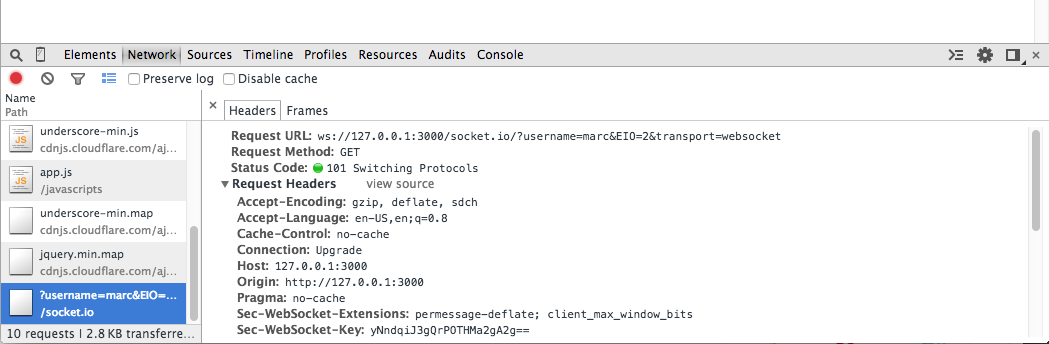 Elements Network Sources Timeline Profiles Resources Audits Console
Preserve log Disable cache
Name
Path
underscore-min.js
cdnjs.cloudflare.com/aj...
app.js
/javascripts
underscore-min.map
cdnjs.cloudflare.com/aj...
jquery.min.map
cdnjs.cloudflare.com/aj...
?username=marc&EIO=...
/socket.io
10 requests | 2.8 KB transferre...
× Headers Frames
Request URL: ws://127.0.0.1:3000/socket.io/?username=marc&EIO=2&transport=websocket
Request Method: GET
Status Code: 101 Switching Protocols
Request Headers view source
Accept-Encoding: gzip, deflate, sdch
Accept-Language: en-US,en;q=0.8
Cache-Control: no-cache
Connection: Upgrade
Host: 127.0.0.1:3000
Origin: http://127.0.0.1:3000
Pragma: no-cache
Sec-WebSocket-Extensions: permessage-deflate; client_max_window_bits
Sec-WebSocket-Key: yNndqiJ3gQrPOTHMa2gA2g==